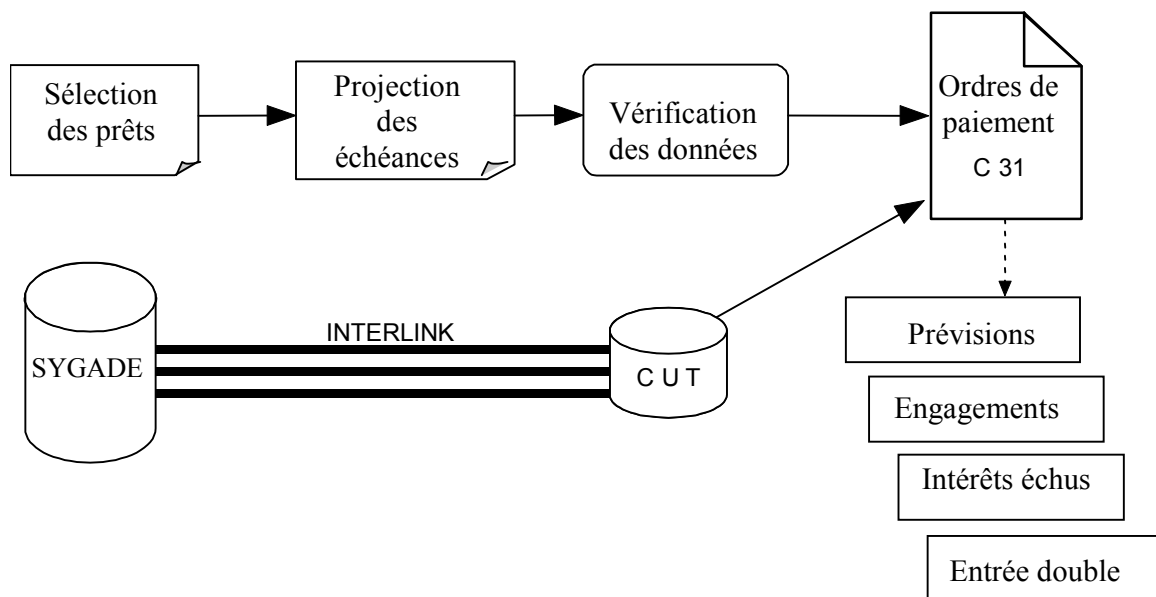 Sélection
des prêts
Projection
des
échéances
Vérification
des données
Ordres de
paiement
C 31
SYGADE
INTERLINK
C U T
Prévisions
Engagements
Intérêts échus
Entrée double